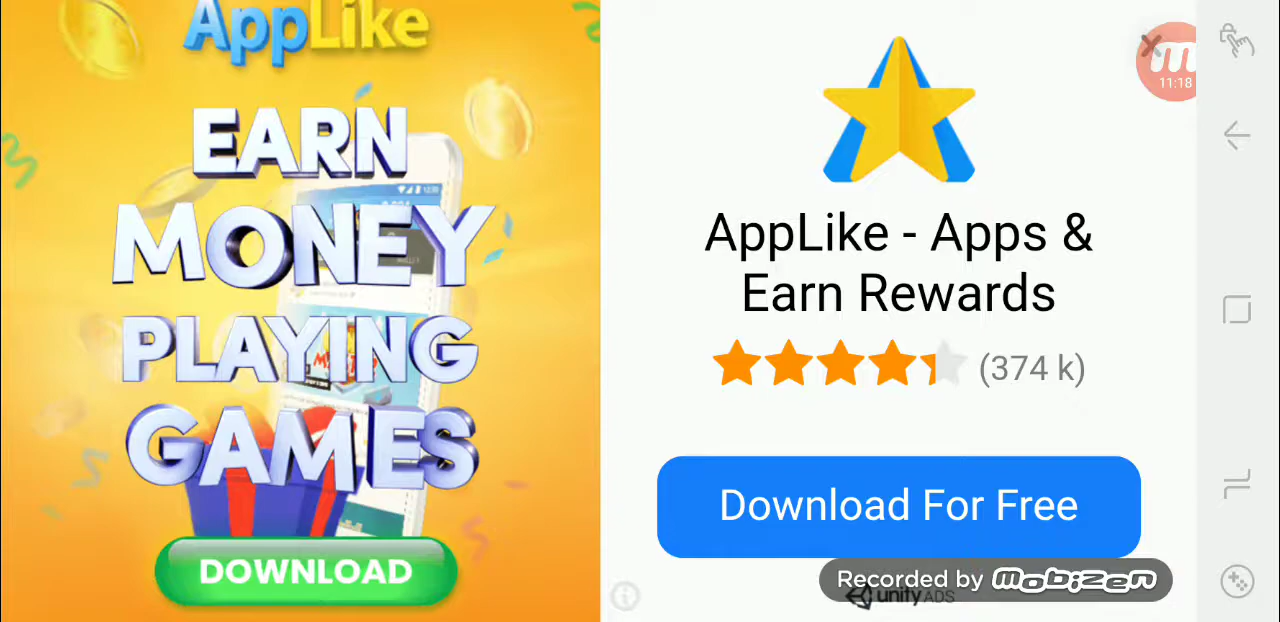 AppLike
EARN
MONEY
PLAYING
GAMES
DOWNLOAD
11:18
AppLike - Apps &
Earn Rewards
(374 k)
Download For Free
Recorded by mobizen
unity ADS